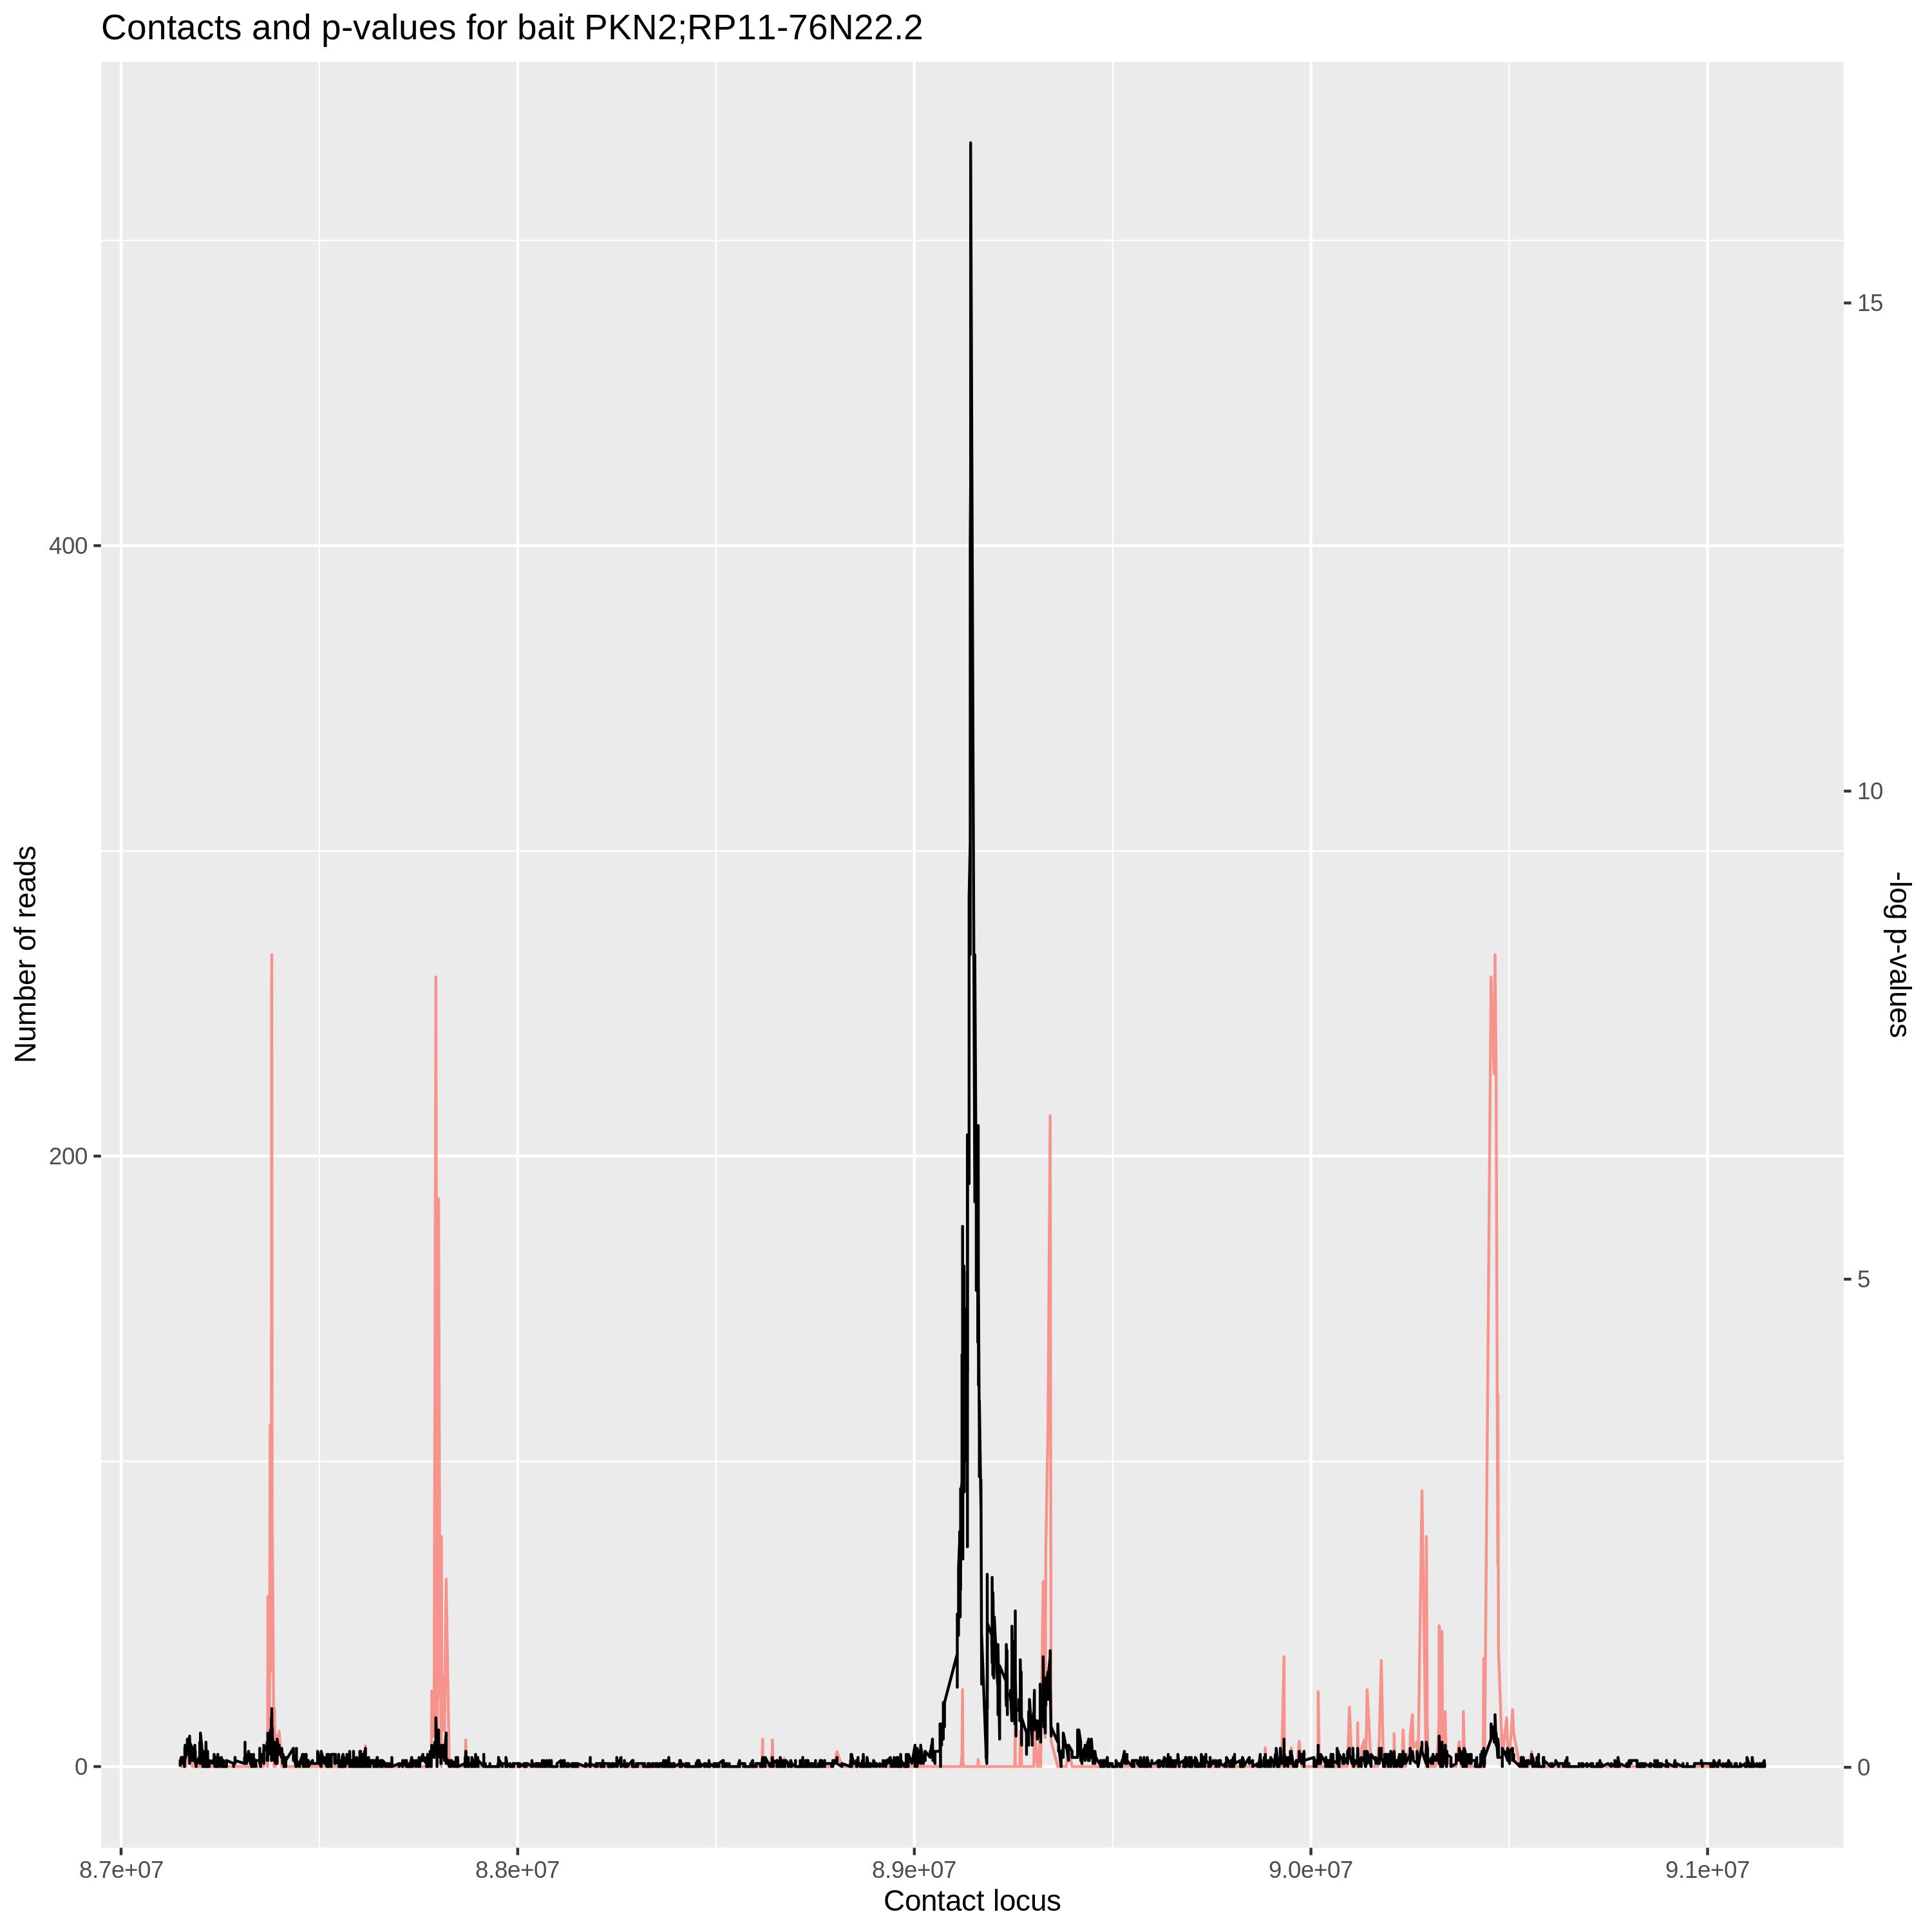 Contacts and p-values for bait PKN2;RP11-76N22.2
Number of reads
400
200
0
15
10
5
0
-log p-values
8.7e+07 8.8e+07 8.9e+07 9.0e+07 9.1e+07
Contact locus